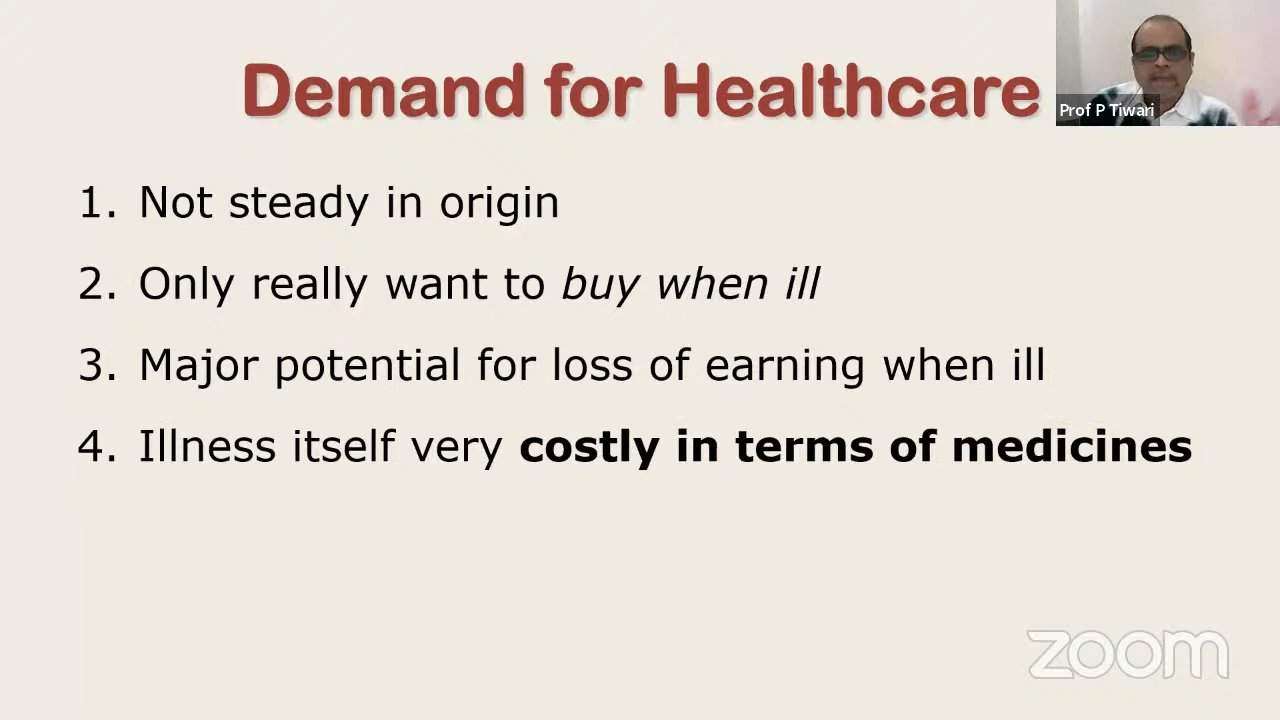 Demand for Healthcare
Prof P Tiwari
1. Not steady in origin
2. Only really want to buy when ill
3. Major potential for loss of earning when ill
4. Illness itself very costly in terms of medicines
zoom